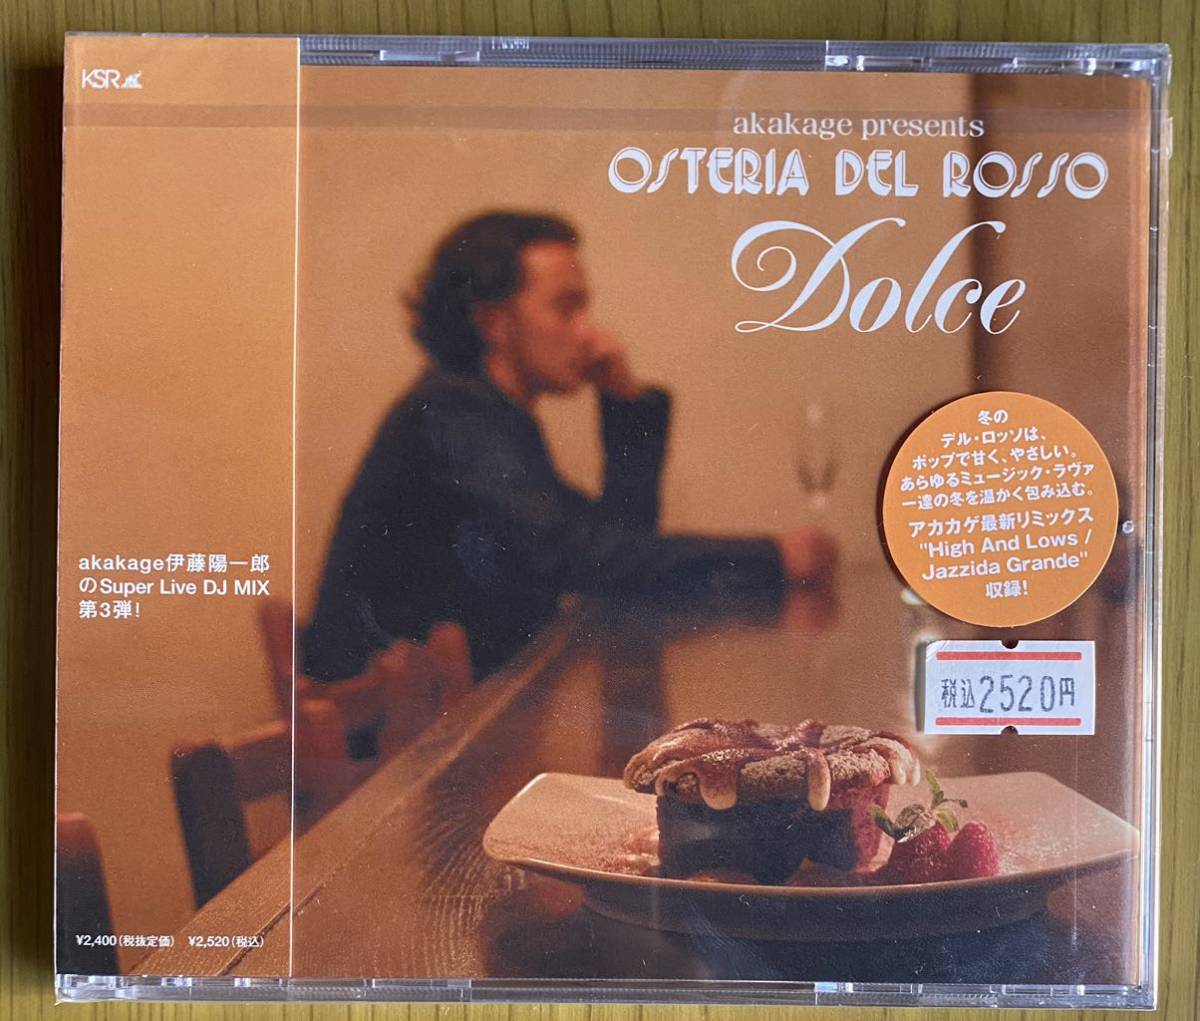 KSR
akakage presents
OSTERIA DEL ROSSO
Dolce
冬の
デル・ロッソは、
ポップで甘く、やさしい。
あらゆるミュージック・ラヴァ
ー達の冬を温かく包み込む。
アカカゲ最新リミックス
"High And Lows /
Jazzida Grande"
収録!
税込2520円
akakage伊藤陽一郎
のSuper Live DJ MIX
第3弾!
¥2,400(税抜定価) ¥2,520(税込)